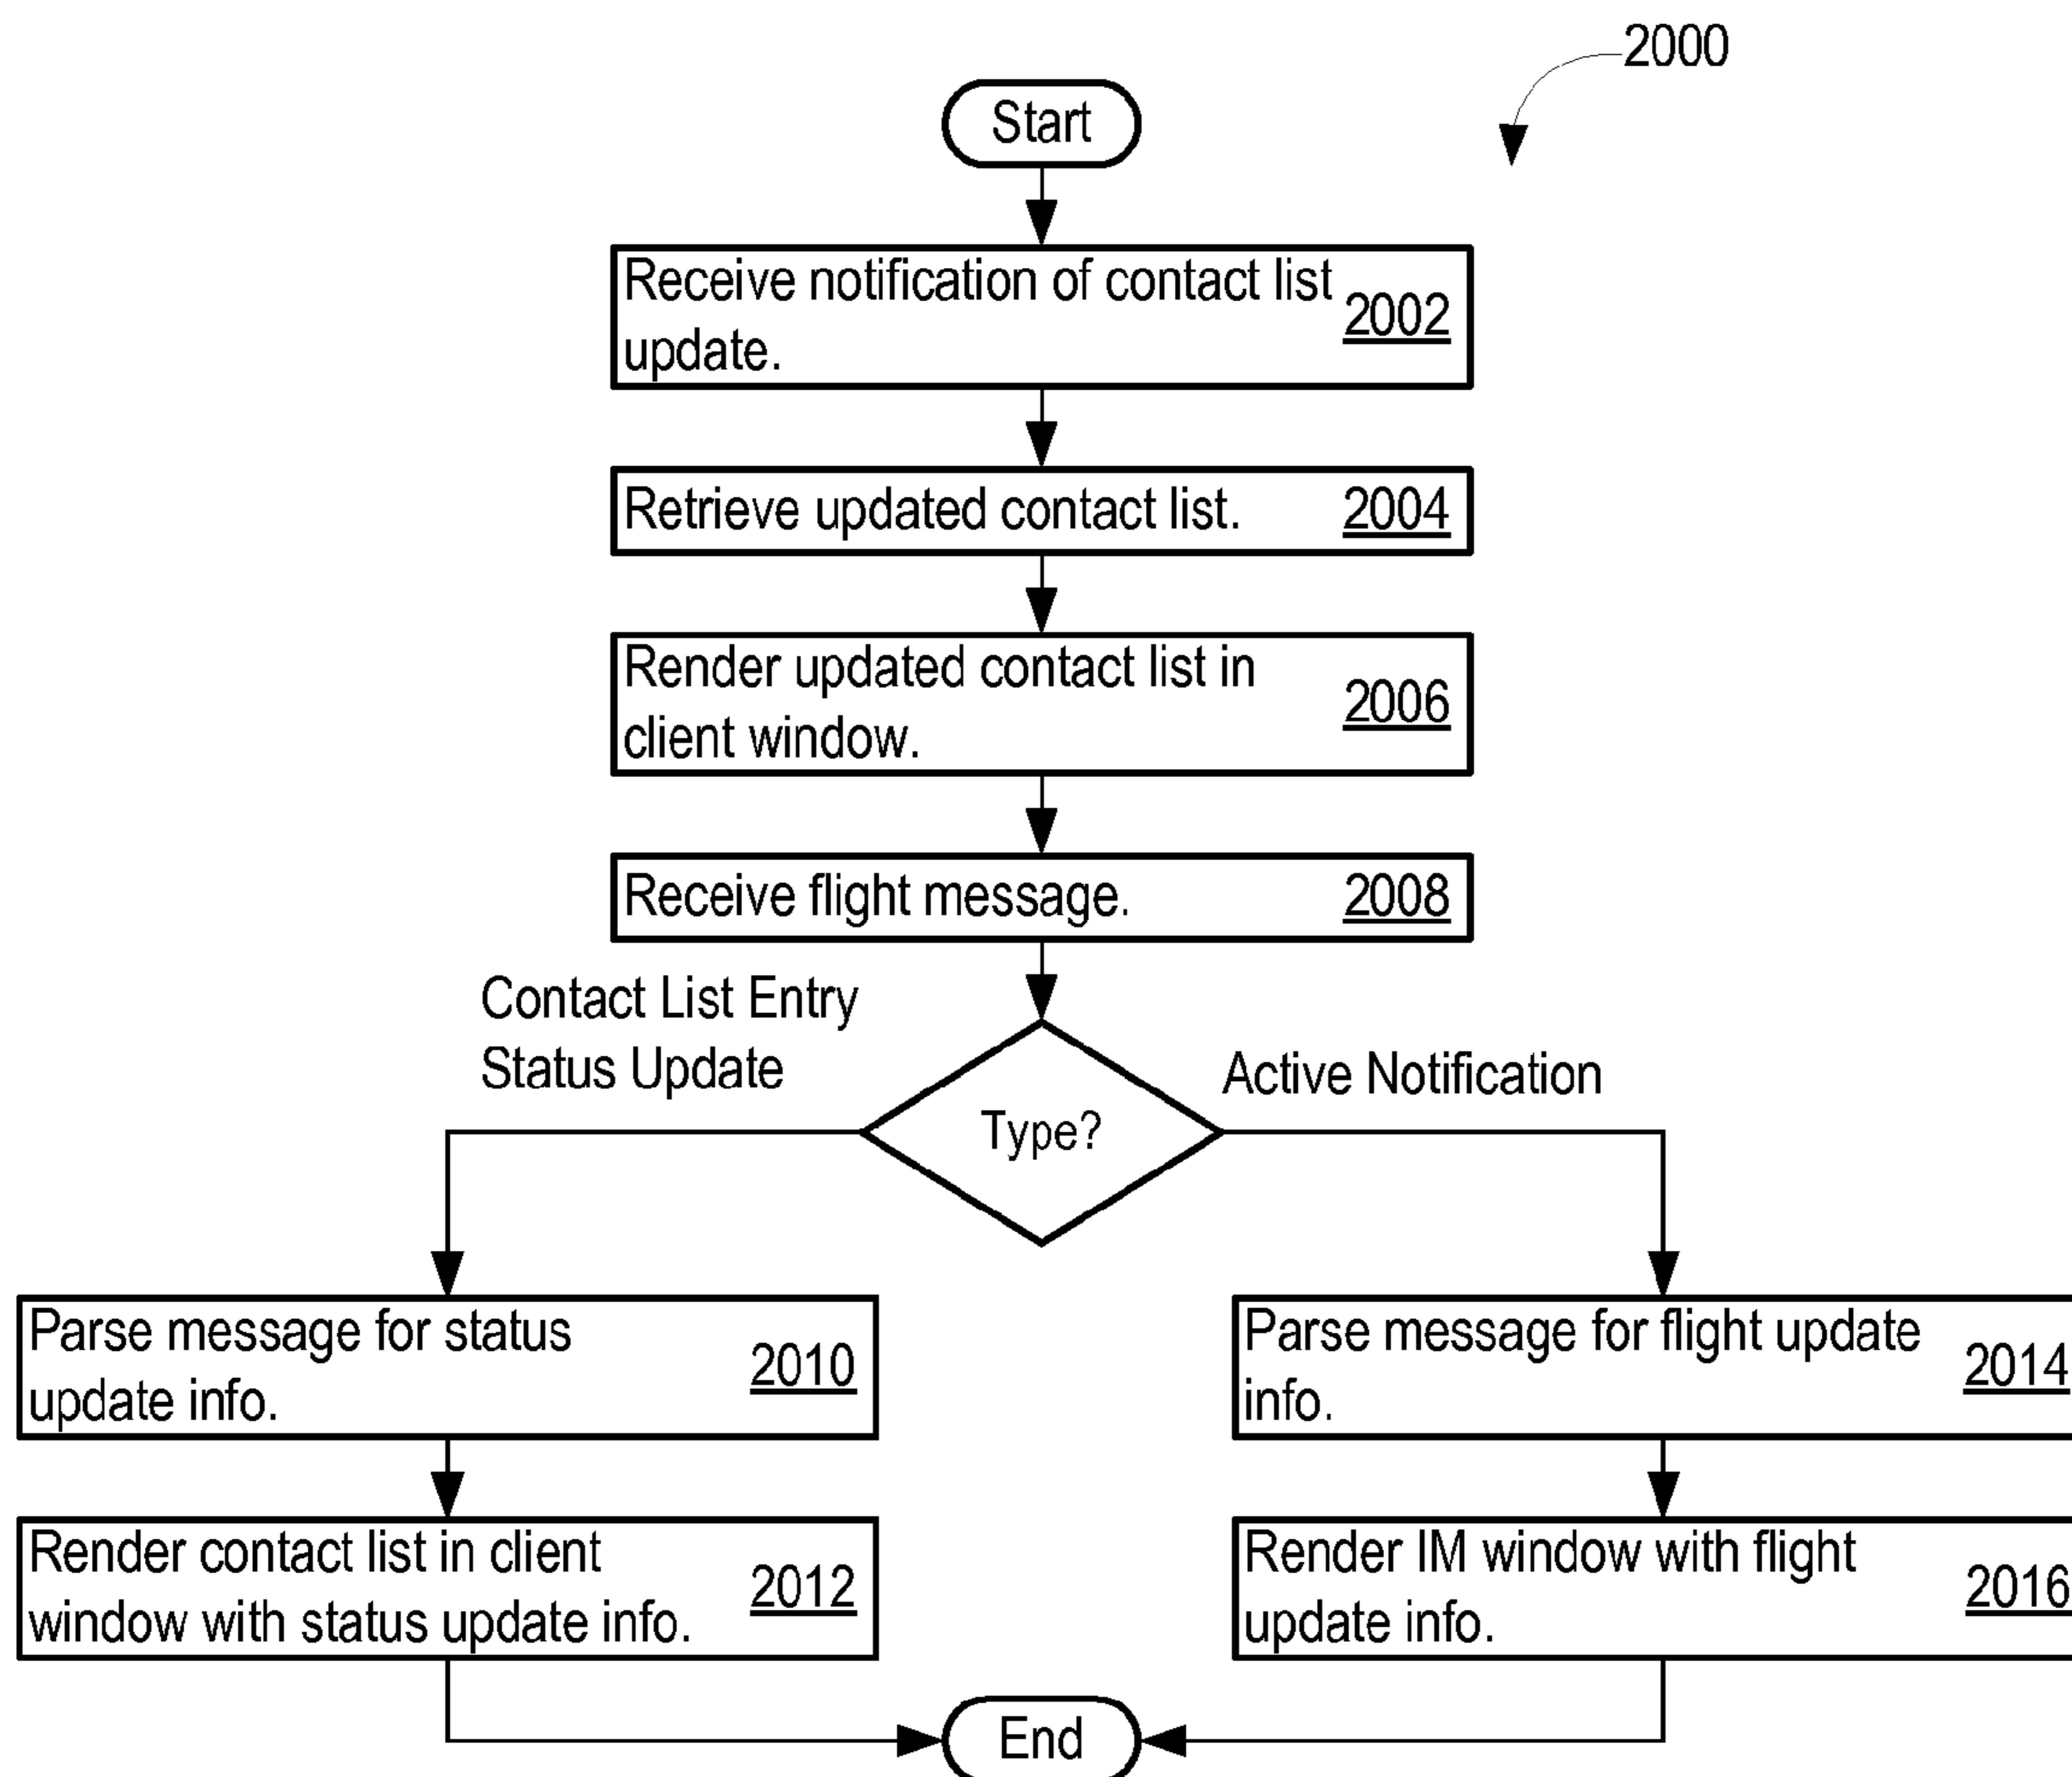 2000
Start
Receive notification of contact list
update.
2002
Retrieve updated contact list.
2004
Render updated contact list in
client window.
2006
Receive flight message.
2008
Contact List Entry
Status Update
Active Notification
Type?
Parse message for status
update info.
2010
Parse message for flight update
info.
2014
Render contact list in client
window with status update info.
2012
Render IM window with flight
update info.
2016
End